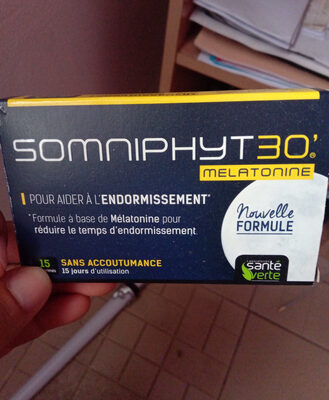 SOMNIPHYT30'®
MELATONINE
POUR AIDER À L'ENDORMISSEMENT*
*Formule à base de Mélatonine pour
réduire le temps d'endormissement
Nouvelle
FORMULE
15
SANS ACCOUTUMANCE
15 jours d'utilisation
santé
verte